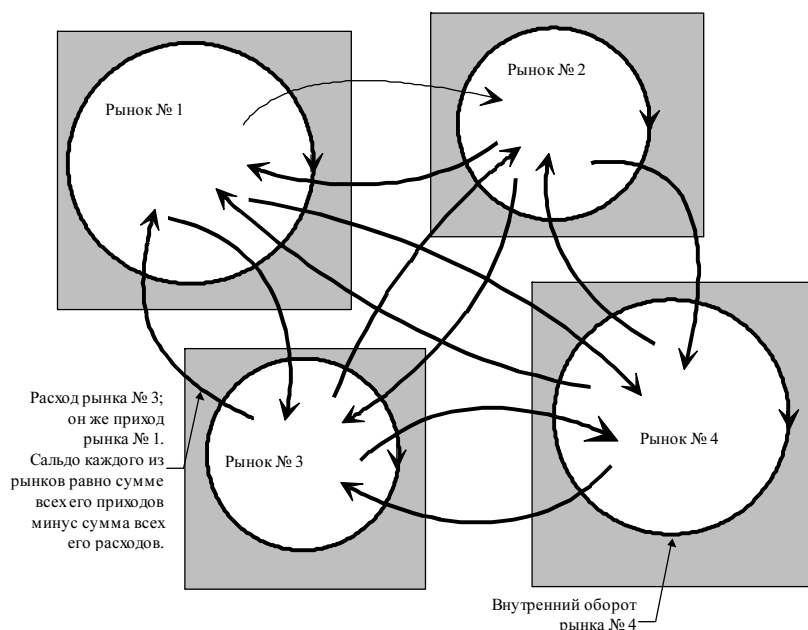 Рынок № 1
Рынок № 2
Расход рынка № 3;
он же приход
рынка № 1.
Сальдо каждого из
рынков равно сумме
всех его приходов
минус сумма всех
его расходов.
Рынок № 3
Рынок № 4
Внутренний оборот
рынка № 4